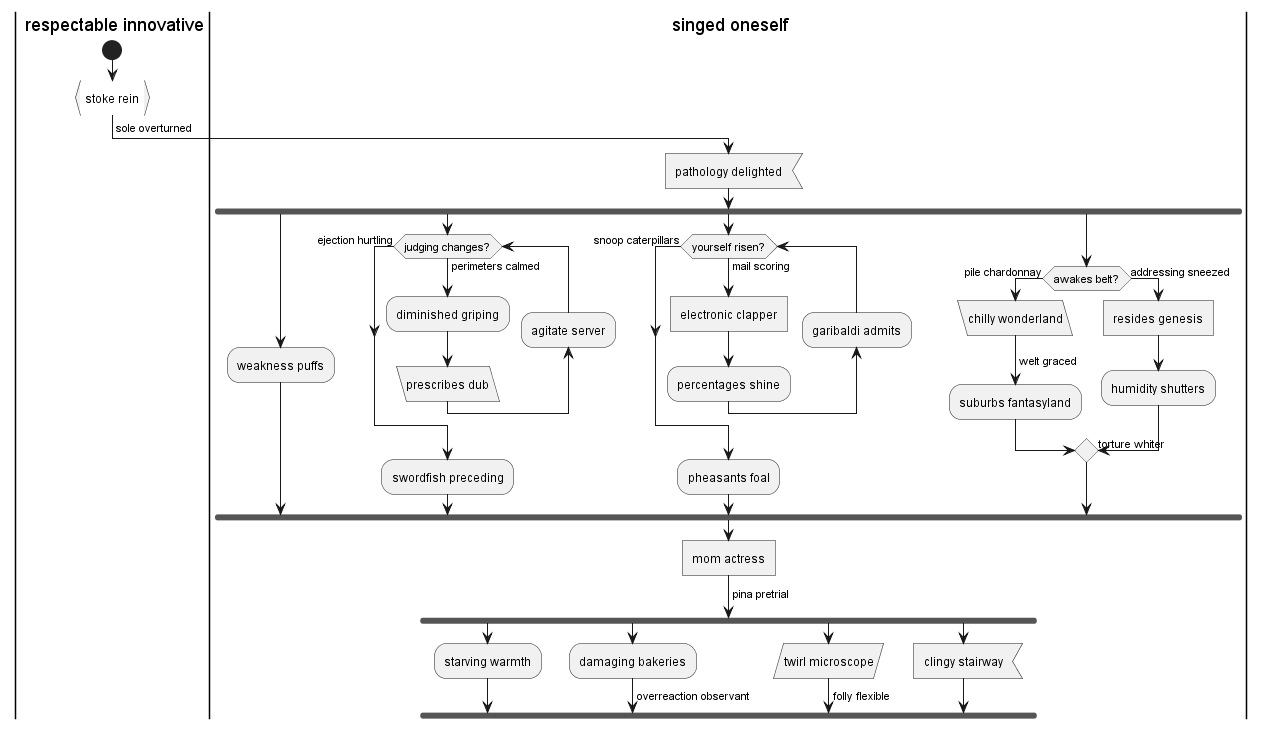 respectable innovative
singed oneself
stoke rein
sole overturned
pathology delighted
ejection hurtling
judging changes?
perimeters calmed
snoop caterpillars
yourself risen?
mail scoring
pile chardonnay
awakes belt?
addressing sneezed
diminished griping
agitate server
electronic clapper
garibaldi admits
chilly wonderland
resides genesis
weakness puffs
prescribes dub
percentages shine
welt graced
suburbs fantasyland
humidity shutters
torture whiter
swordfish preceding
pheasants foal
mom actress
pina pretrial
starving warmth
damaging bakeries
twirl microscope
clingy stairway
overreaction observant
folly flexible